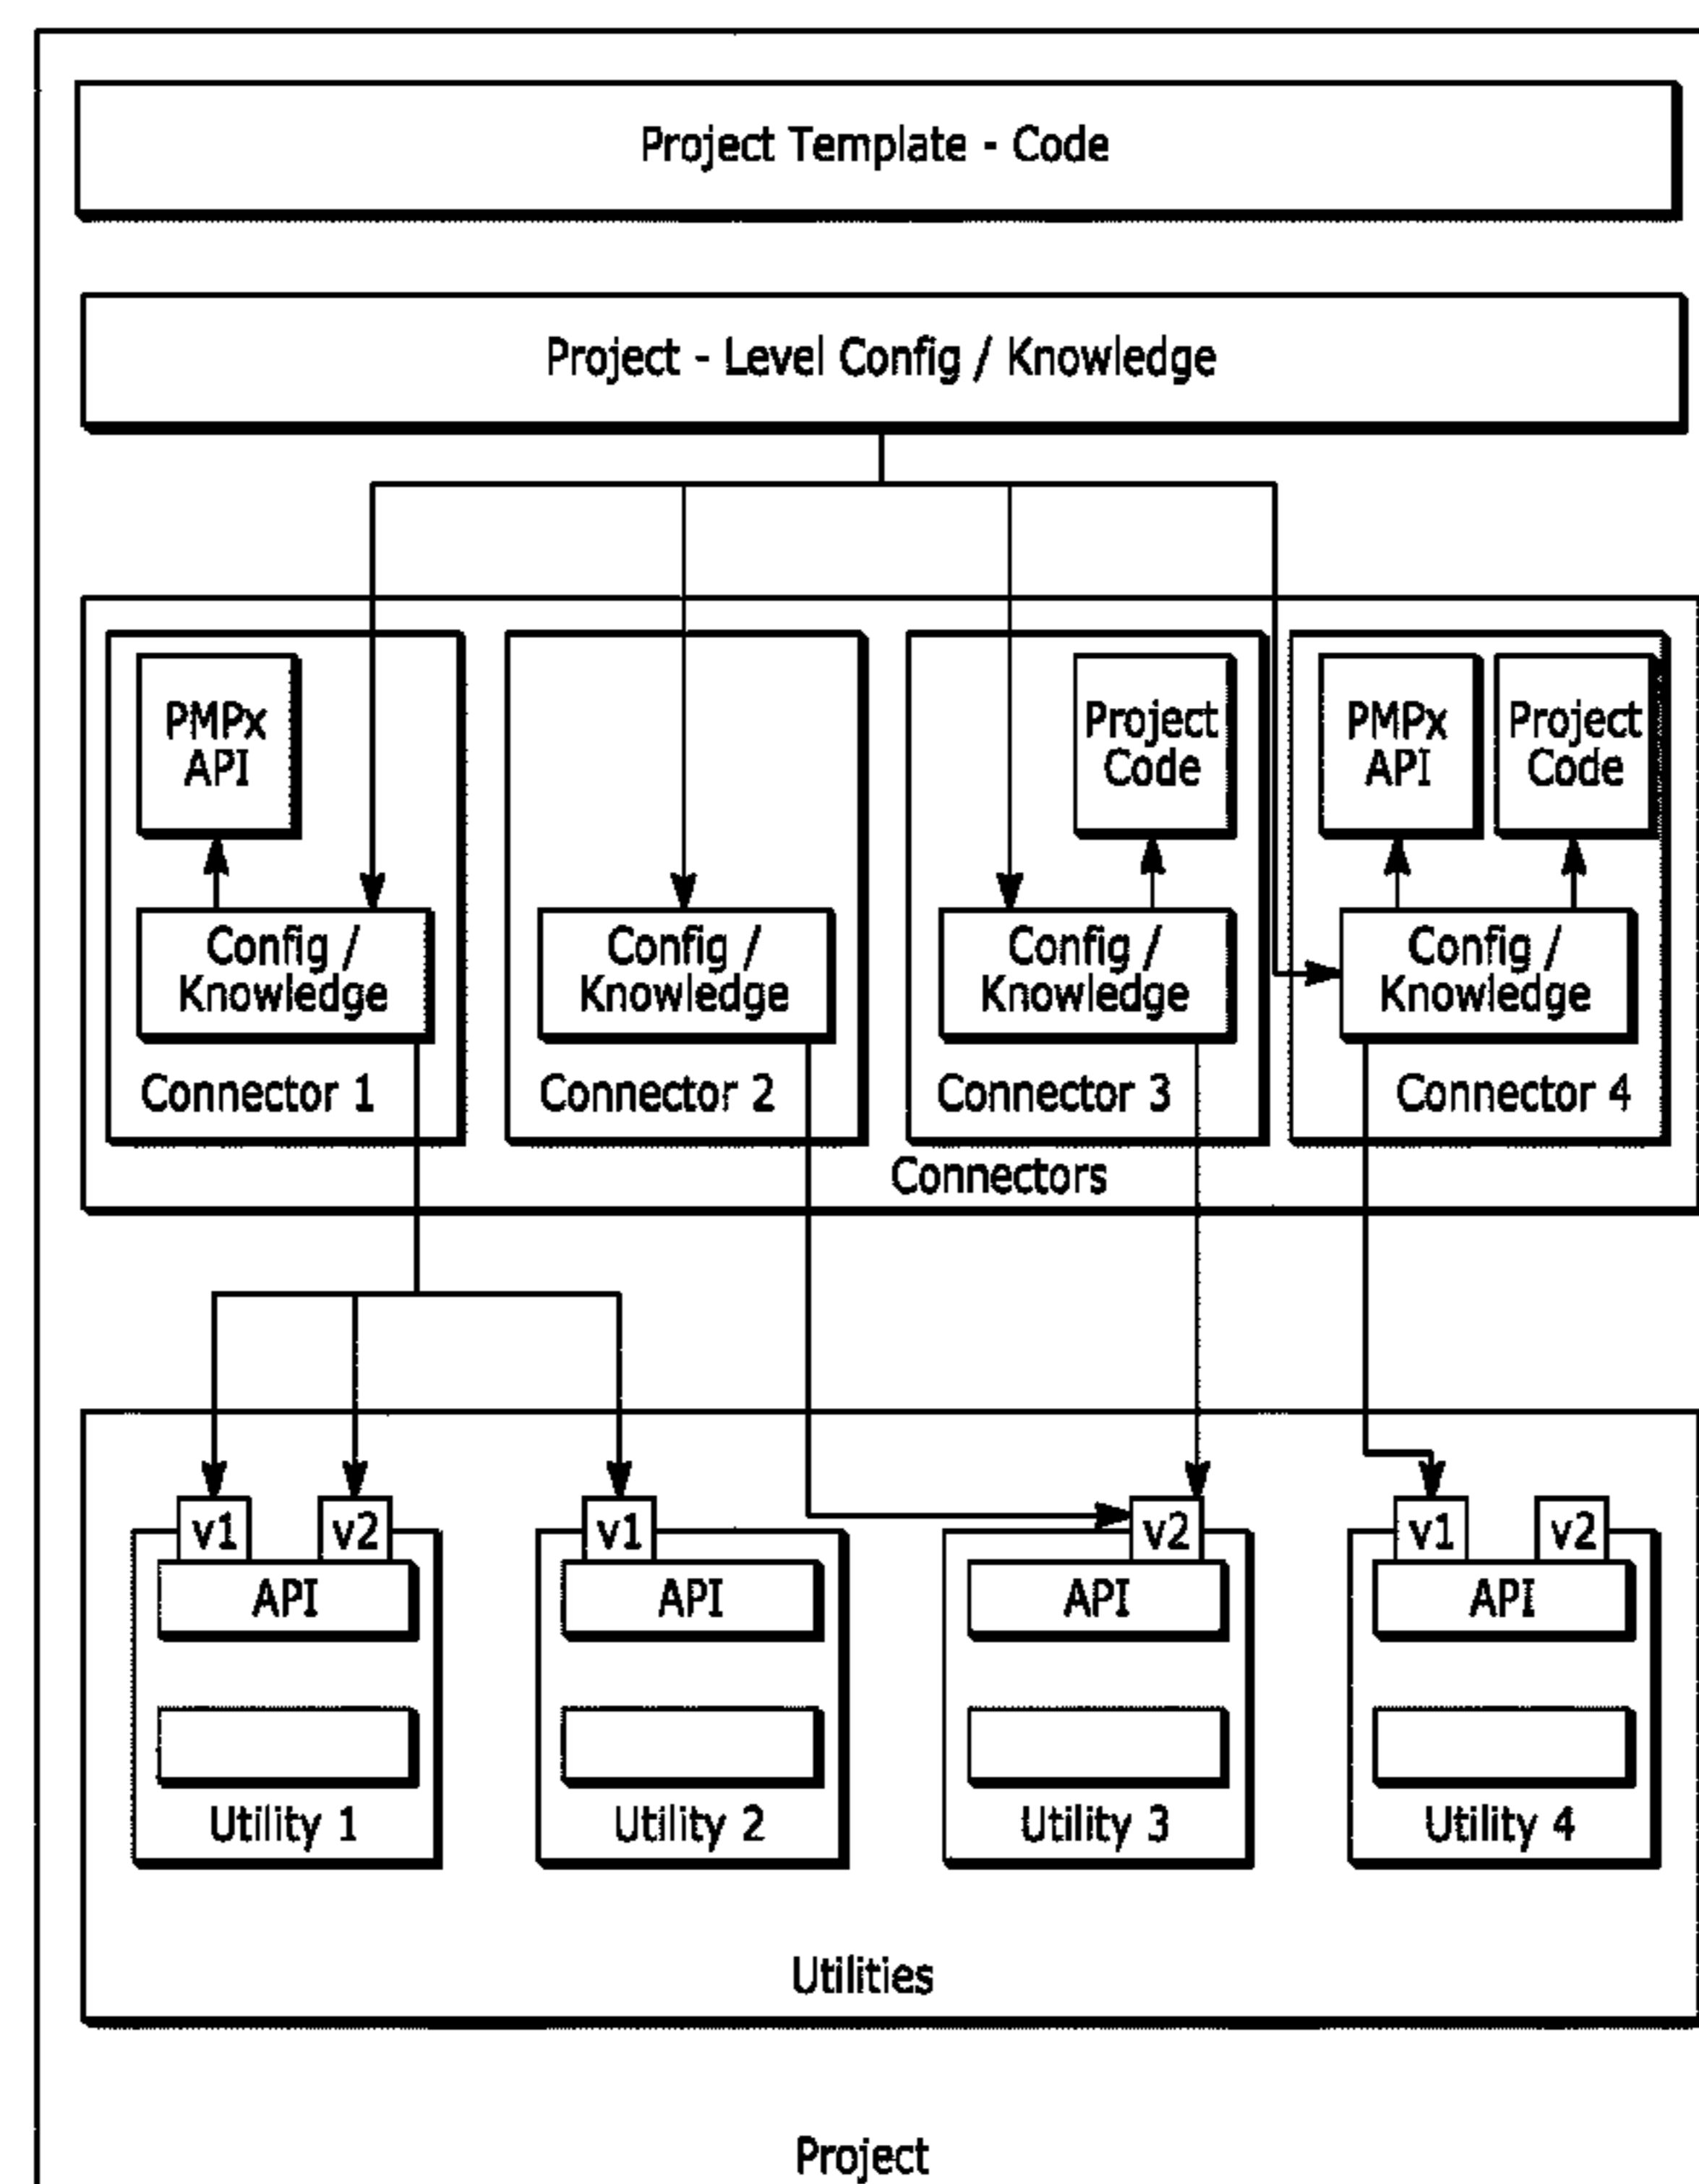 Project Template - Code
Project - Level Config / Knowledge
PMPx
API
Project
Code
PMPx
API
Project
Code
Config /
Knowledge
Config /
Knowledge
Config /
Knowledge
Config /
Knowledge
Connector 1
Connector 2
Connector 3
Connector 4
Connectors
v1
v2
v1
v2
v1
v2
API
API
API
API
Utility 1
Utility 2
Utility 3
Utility 4
Utilities
Project